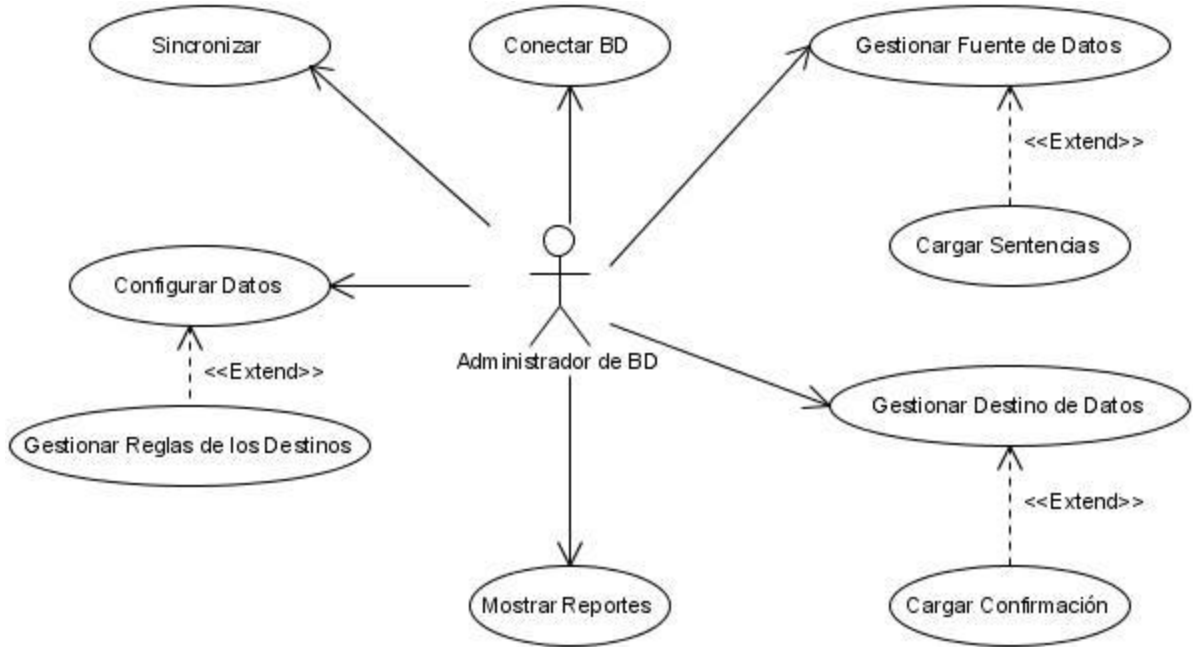 Sincronizar
Conectar BD
Gestionar Fuente de Datos
<<Extend>>
Cargar Sentencias
Configurar Datos
<<Extend>>
Administrador de BD
Gestionar Destino de Datos
Gestionar Reglas de los Destinos
<<Extend>>
Mostrar Reportes
Cargar Confirmación